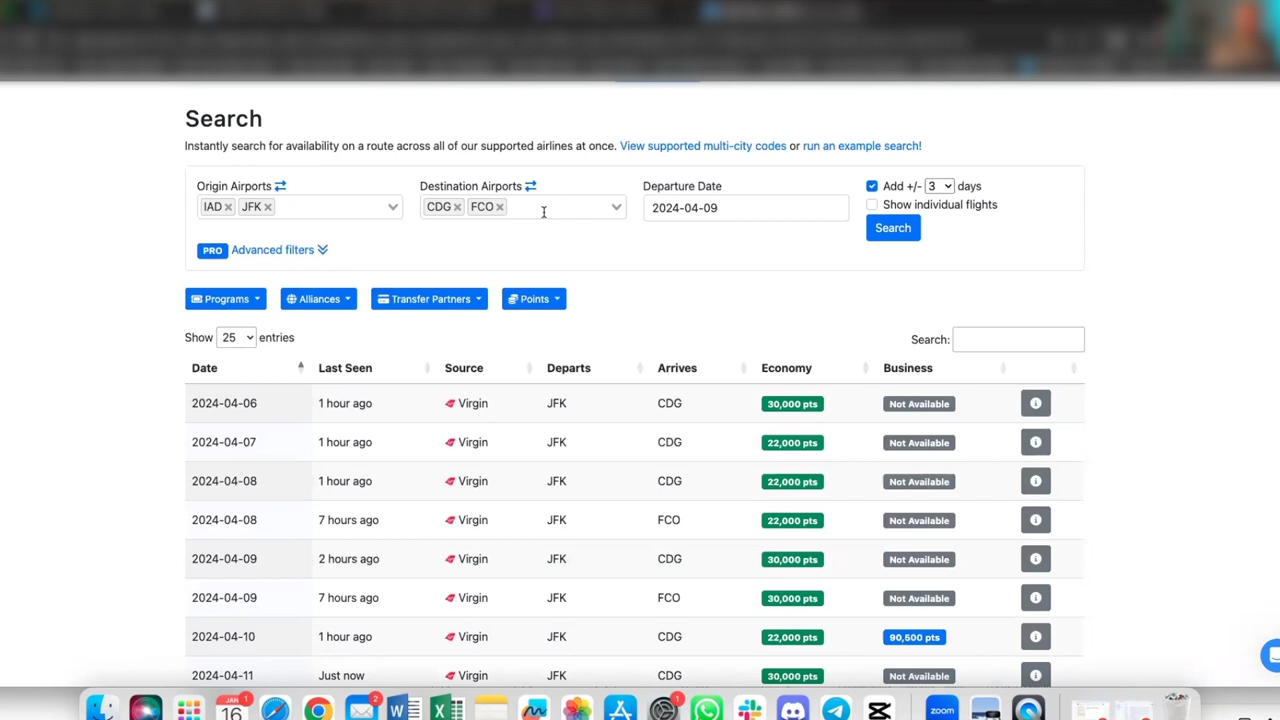 Search
Instantly search for availability on a route across all of our supported airlines at once. View supported multi-city codes or run an example search!
Origin Airports Destination Airports Departure Date Add +/- 3 days
IAD × JFK × CDG × FCO × 2024-04-09 Show individual flights
Search
PRO Advanced filters
Programs Alliances Transfer Partners Points
Show 25 entries Search:
Date Last Seen Source Departs Arrives Economy Business
2024-04-06 1 hour ago Virgin JFK CDG 30,000 pts Not Available
2024-04-07 1 hour ago Virgin JFK CDG 22,000 pts Not Available
2024-04-08 1 hour ago Virgin JFK CDG 22,000 pts Not Available
2024-04-08 7 hours ago Virgin JFK FCO 22,000 pts Not Available
2024-04-09 2 hours ago Virgin JFK CDG 30,000 pts Not Available
2024-04-09 7 hours ago Virgin JFK FCO 30,000 pts Not Available
2024-04-10 1 hour ago Virgin JFK CDG 22,000 pts 90,500 pts
2024-04-11 Just now Virgin JFK CDG 30,000 pts Not Available
JAN 1 2 1
16 W X zoom